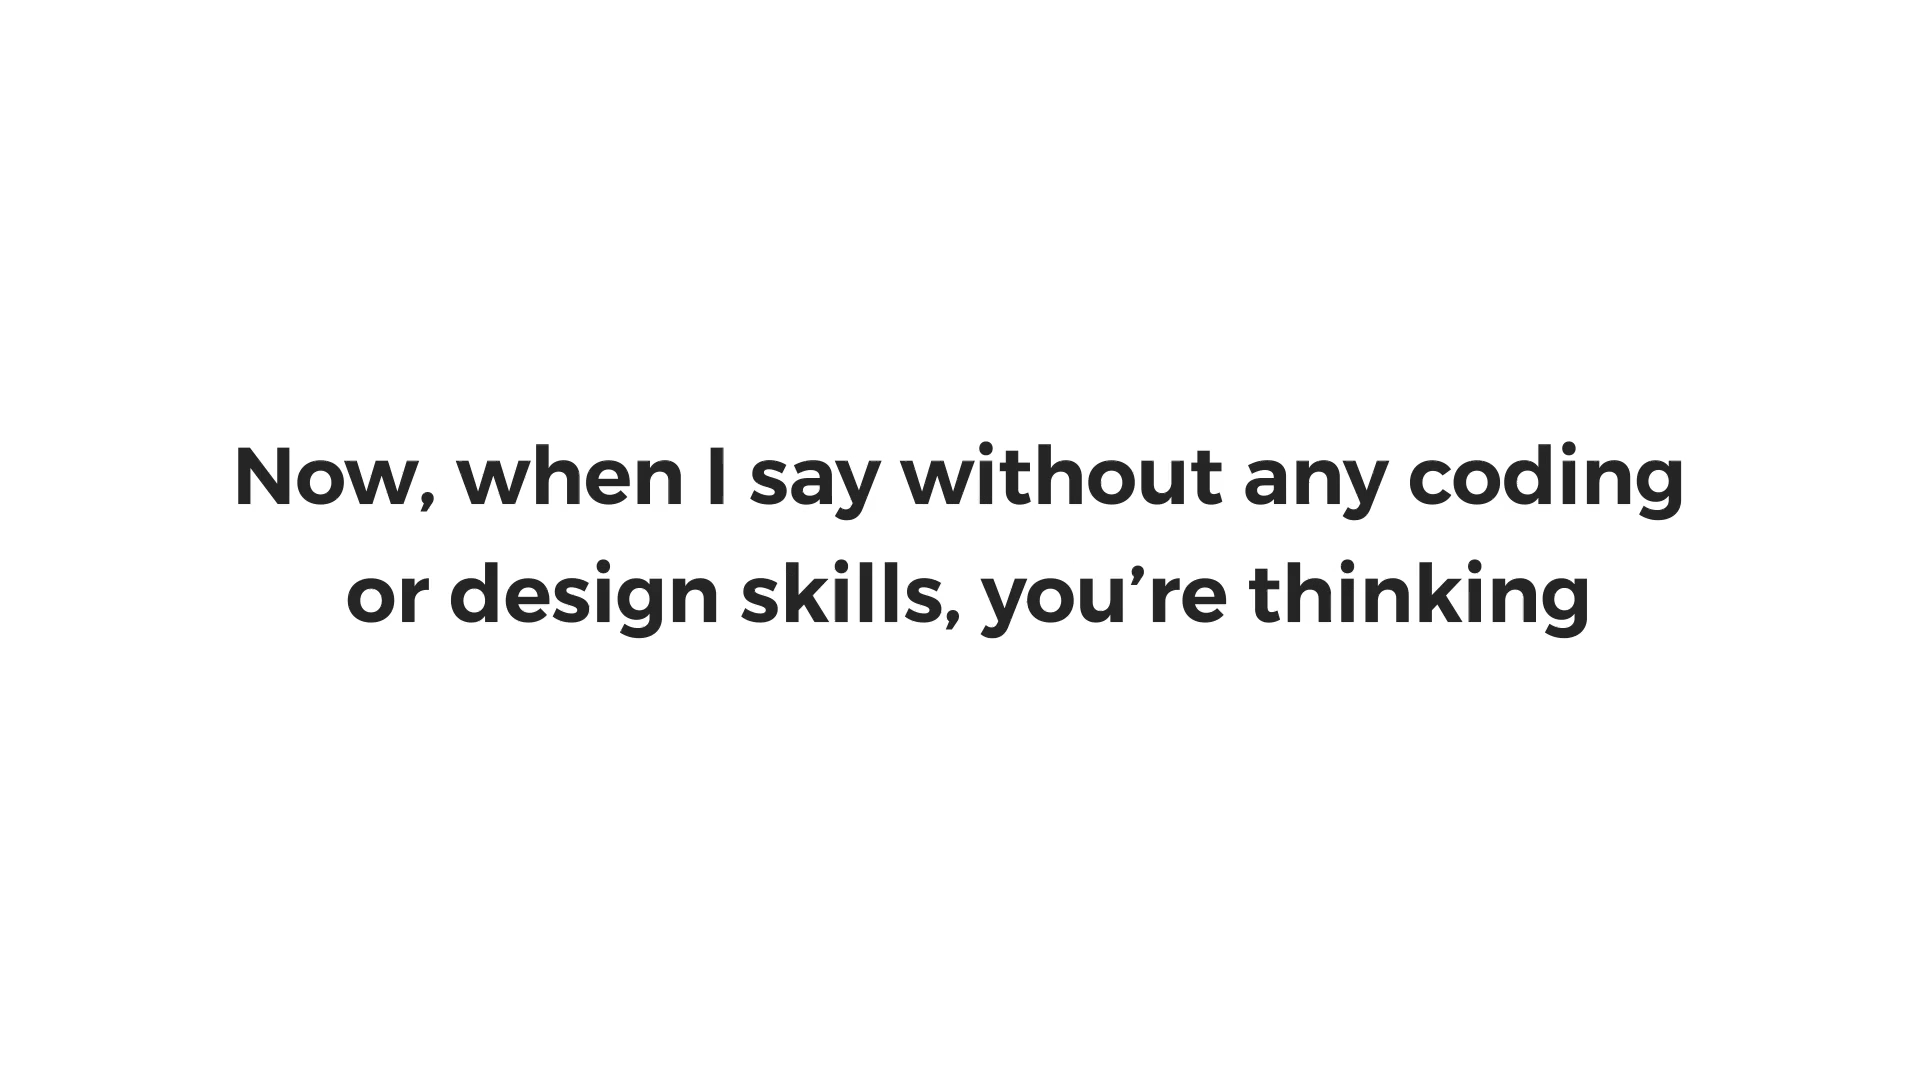 Now, when I say without any coding
or design skills, you’re thinking